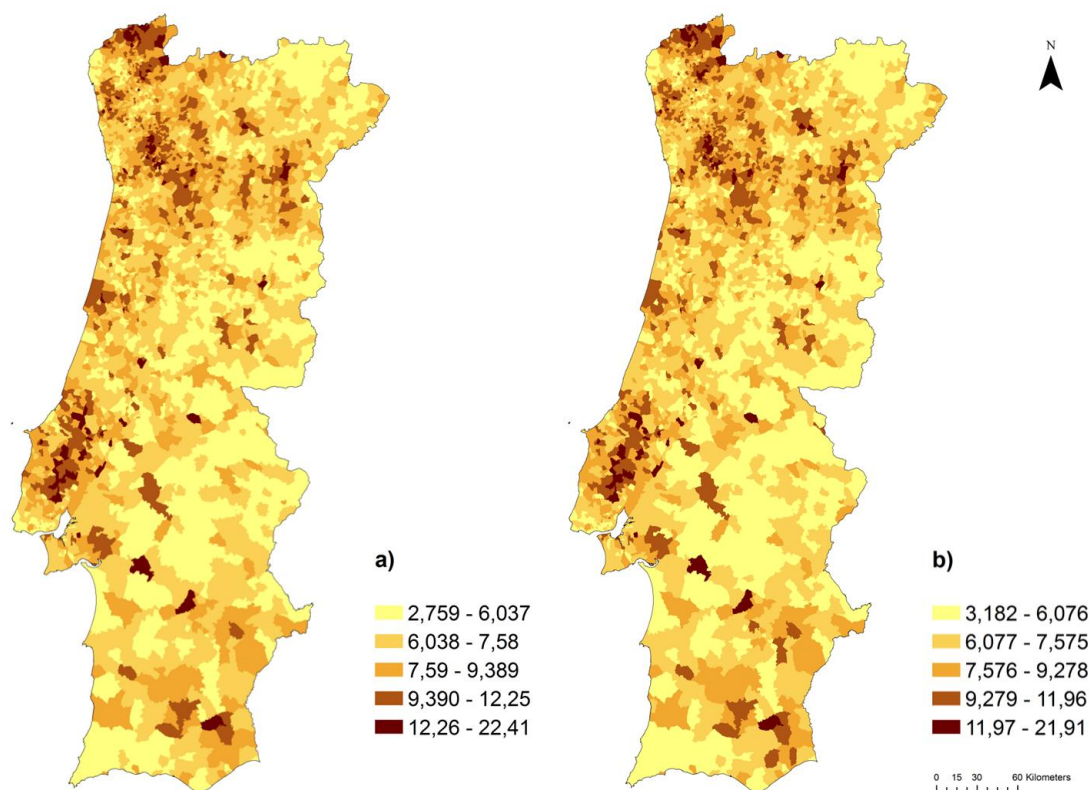 N
a)
2,759 - 6,037
6,038 - 7,58
7,59 - 9,389
9,390 - 12,25
12,26 - 22,41
b)
3,182 - 6,076
6,077 - 7,575
7,576 - 9,278
9,279 - 11,96
11,97 - 21,91
0 15 30 60 Kilometers